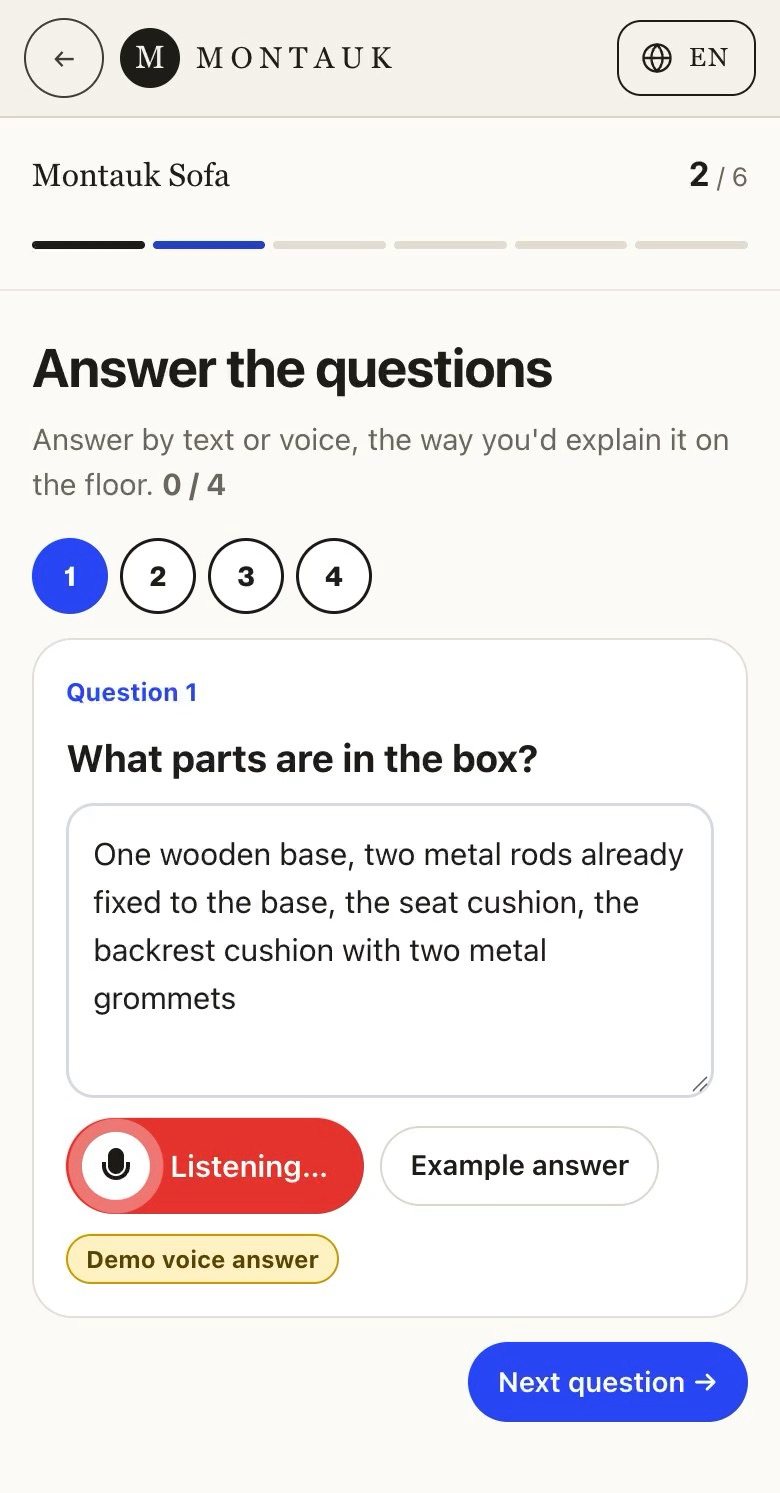 ← M MONTAUK EN
Montauk Sofa 2 / 6
Answer the questions
Answer by text or voice, the way you'd explain it on
the floor. 0 / 4
1 2 3 4
Question 1
What parts are in the box?
One wooden base, two metal rods already
fixed to the base, the seat cushion, the
backrest cushion with two metal
grommets
Listening... Example answer
Demo voice answer
Next question →